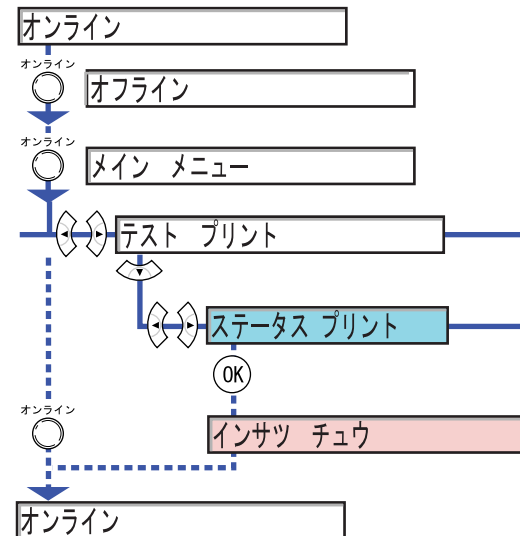 オンライン
オンライン
オフライン
オンライン
メイン メニュー
テスト プリント
ステータス プリント
OK
インサツ チュウ
オンライン
オンライン